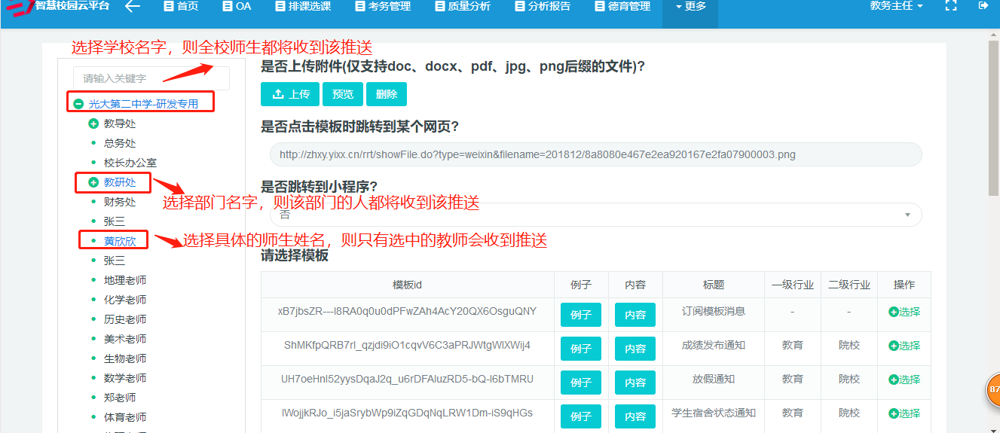 智慧校园云平台
首页
OA
排课选课
考务管理
质量分析
分析报告
德育管理
更多
教务主任
选择学校名字，则全校师生都将收到该推送
请输入关键字
光大第二中学-研发专用
教导处
总务处
校长办公室
教研处
选择部门名字，则该部门的人都将收到该推送
财务处
张三
黄欣欣
选择具体的师生姓名，则只有选中的教师会收到推送
张三
地理老师
化学老师
历史老师
美术老师
生物老师
数学老师
郑老师
体育老师
是否上传附件(仅支持doc、docx、pdf、jpg、png后缀的文件)?
上传 预览 删除
是否点击模板时跳转到某个网页?
http://zhxy.yixx.cn/rrt/showFile.do?type=weixin&filename=201812/8a8080e467e2ea920167e2fa07900003.png
是否跳转到小程序?
否
请选择模板
模板id 例子 内容 标题 一级行业 二级行业 操作
xB7jbsZR---l8RA0q0u0dPFwZAh4AcY20QX6OsguQNY 例子 内容 订阅模板消息 - - 选择
ShMKfpQRB7rl_qzjdi9iO1cqvV6C3aPRJWtgWlXWij4 例子 内容 成绩发布通知 教育 院校 选择
UH7oeHnl52yysDqaJ2q_u6rDFAluzRD5-bQ-l6bTMRU 例子 内容 放假通知 教育 院校 选择
lWojjkRJo_i5jaSrybWp9iZqGDqNqLRW1Dm-iS9qHGs 例子 内容 学生宿舍状态通知 教育 院校 选择
87